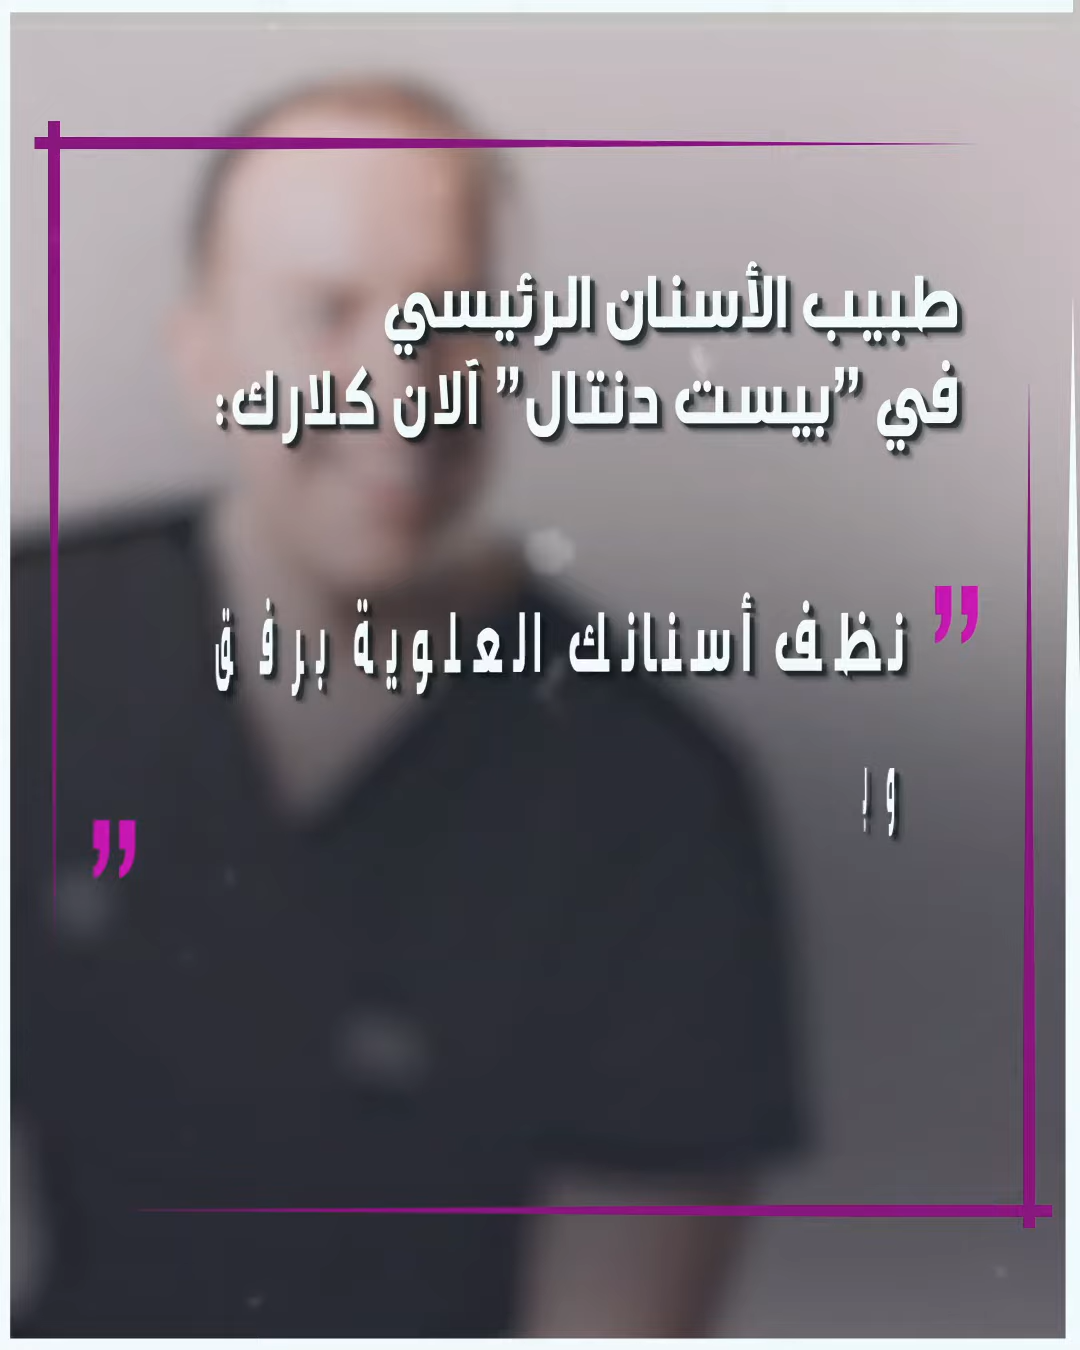 طبيب الأسنان الرئيسي
في "بيست دنتال" آلان كلارك:
" نظف أسنانك العلوية برفق
"